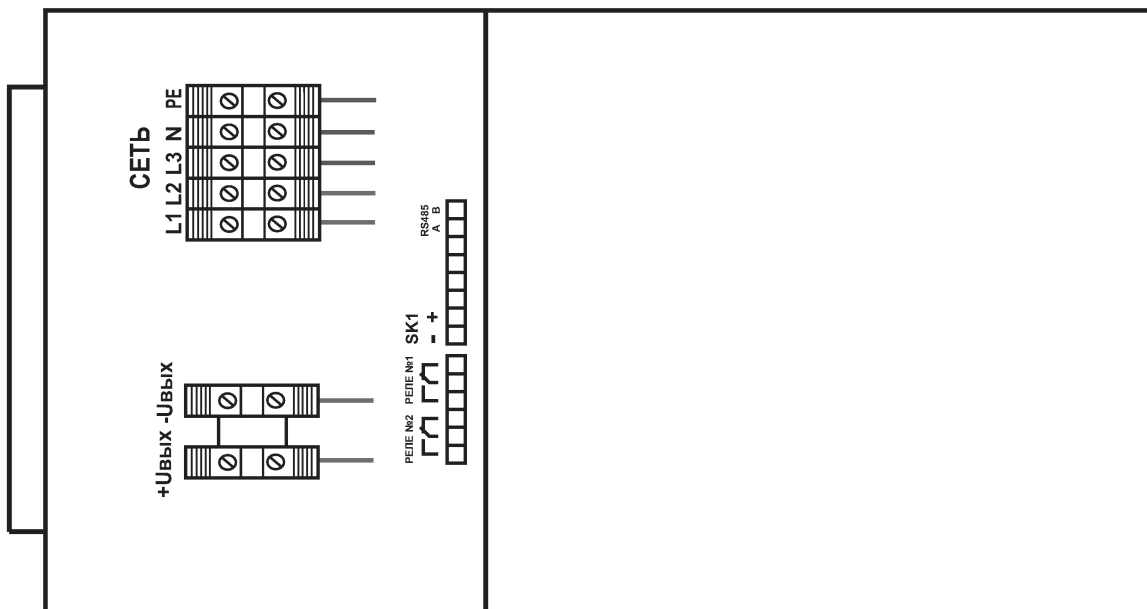 СЕТЬ
L1 L2 L3 N PE
+Uвых -Uвых
RS485
A B
SK1
- +
РЕЛЕ №2 РЕЛЕ №1